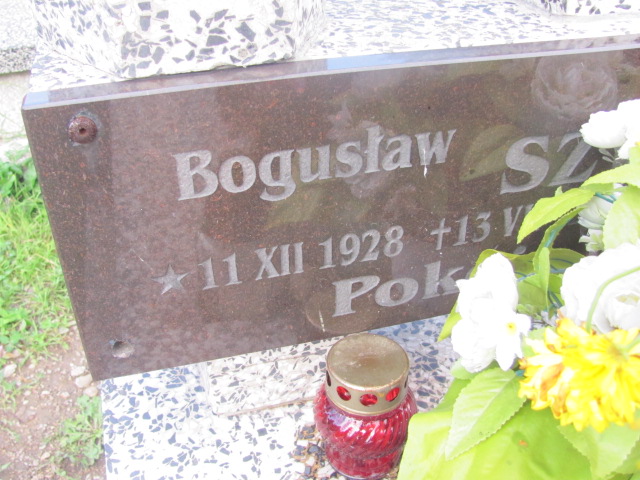 Bogusław SZ
★ 11 XII 1928 † 13 V
Pok